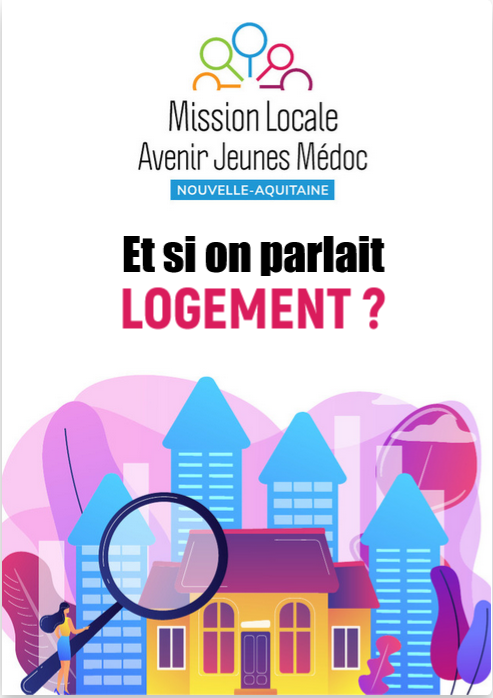 Mission Locale
Avenir Jeunes Médoc
NOUVELLE-AQUITAINE
Et si on parlait
LOGEMENT ?